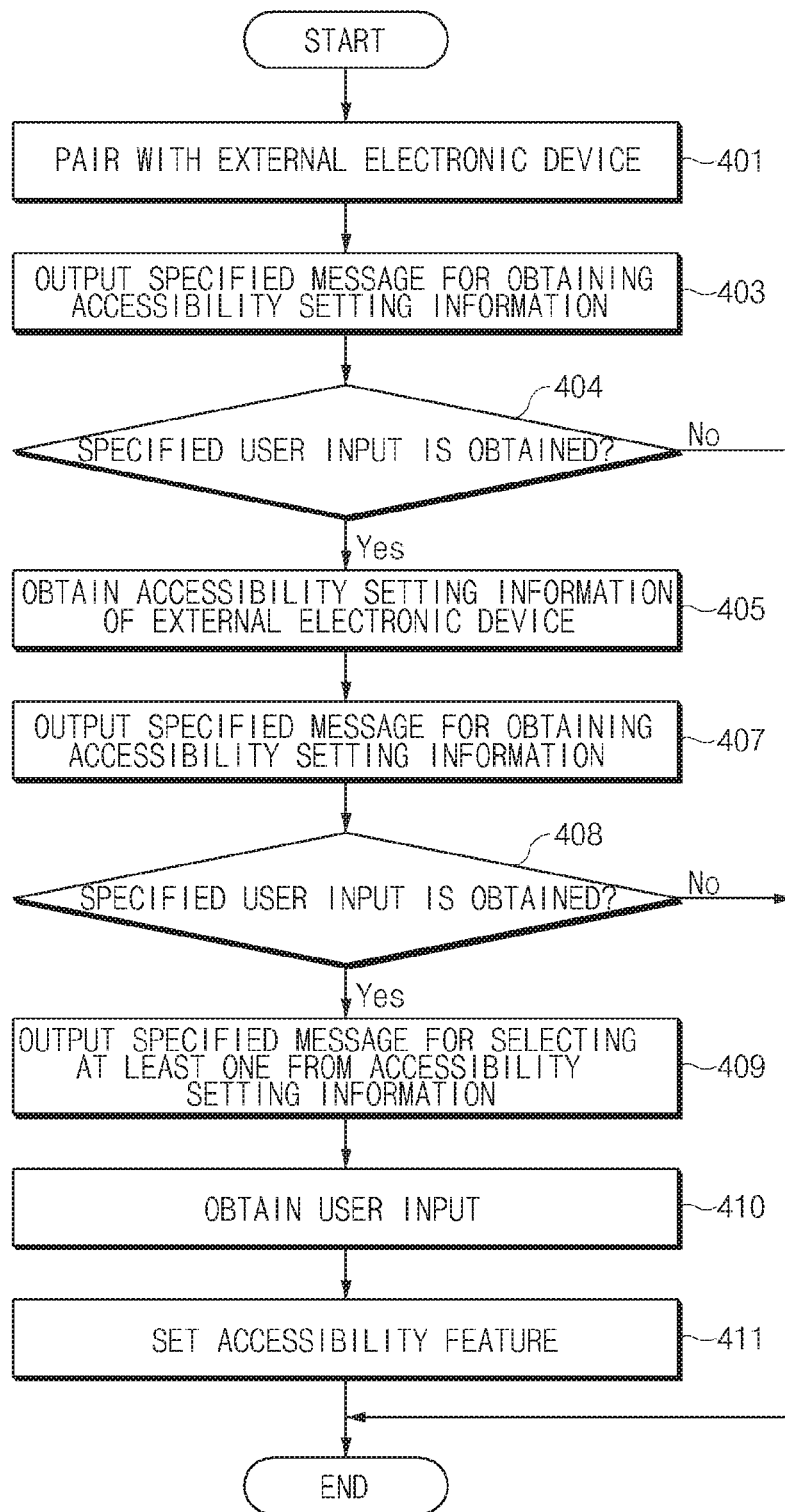 START
PAIR WITH EXTERNAL ELECTRONIC DEVICE
401
OUTPUT SPECIFIED MESSAGE FOR OBTAINING
ACCESSIBILITY SETTING INFORMATION
403
404
SPECIFIED USER INPUT IS OBTAINED?
No
Yes
OBTAIN ACCESSIBILITY SETTING INFORMATION
OF EXTERNAL ELECTRONIC DEVICE
405
OUTPUT SPECIFIED MESSAGE FOR OBTAINING
ACCESSIBILITY SETTING INFORMATION
407
408
SPECIFIED USER INPUT IS OBTAINED?
No
Yes
OUTPUT SPECIFIED MESSAGE FOR SELECTING
AT LEAST ONE FROM ACCESSIBILITY
SETTING INFORMATION
409
OBTAIN USER INPUT
410
SET ACCESSIBILITY FEATURE
411
END